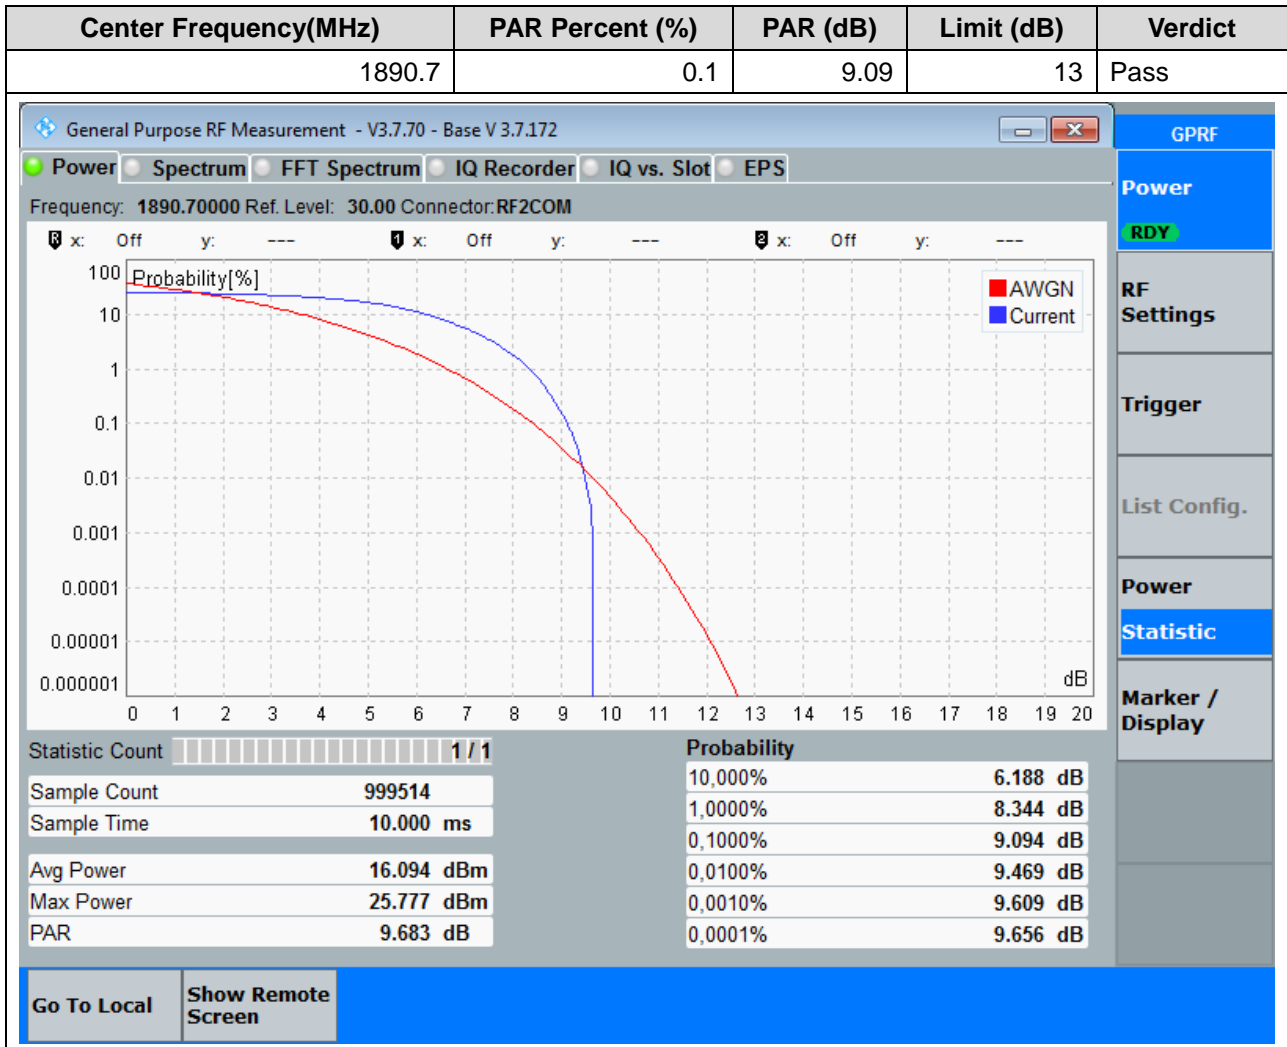 Center Frequency(MHz) PAR Percent (%) PAR (dB) Limit (dB) Verdict
1890.7 0.1 9.09 13 Pass
General Purpose RF Measurement - V3.7.70 - Base V 3.7.172
GPRF
Power Spectrum FFT Spectrum IQ Recorder IQ vs. Slot EPS
Frequency: 1890.70000 Ref. Level: 30.00 Connector:RF2COM
R x: Off y: --- 1 x: Off y: --- 2 x: Off y: ---
Probability[%]
AWGN
Current
100
10
1
0.1
0.01
0.001
0.0001
0.00001
0.000001
dB
0 1 2 3 4 5 6 7 8 9 10 11 12 13 14 15 16 17 18 19 20
Statistic Count 1 / 1
Sample Count 999514
Sample Time 10.000 ms
Avg Power 16.094 dBm
Max Power 25.777 dBm
PAR 9.683 dB
Probability
10,000% 6.188 dB
1,0000% 8.344 dB
0,1000% 9.094 dB
0,0100% 9.469 dB
0,0010% 9.609 dB
0,0001% 9.656 dB
Power
RDY
RF
Settings
Trigger
List Config.
Power
Statistic
Marker /
Display
Go To Local
Show Remote
Screen